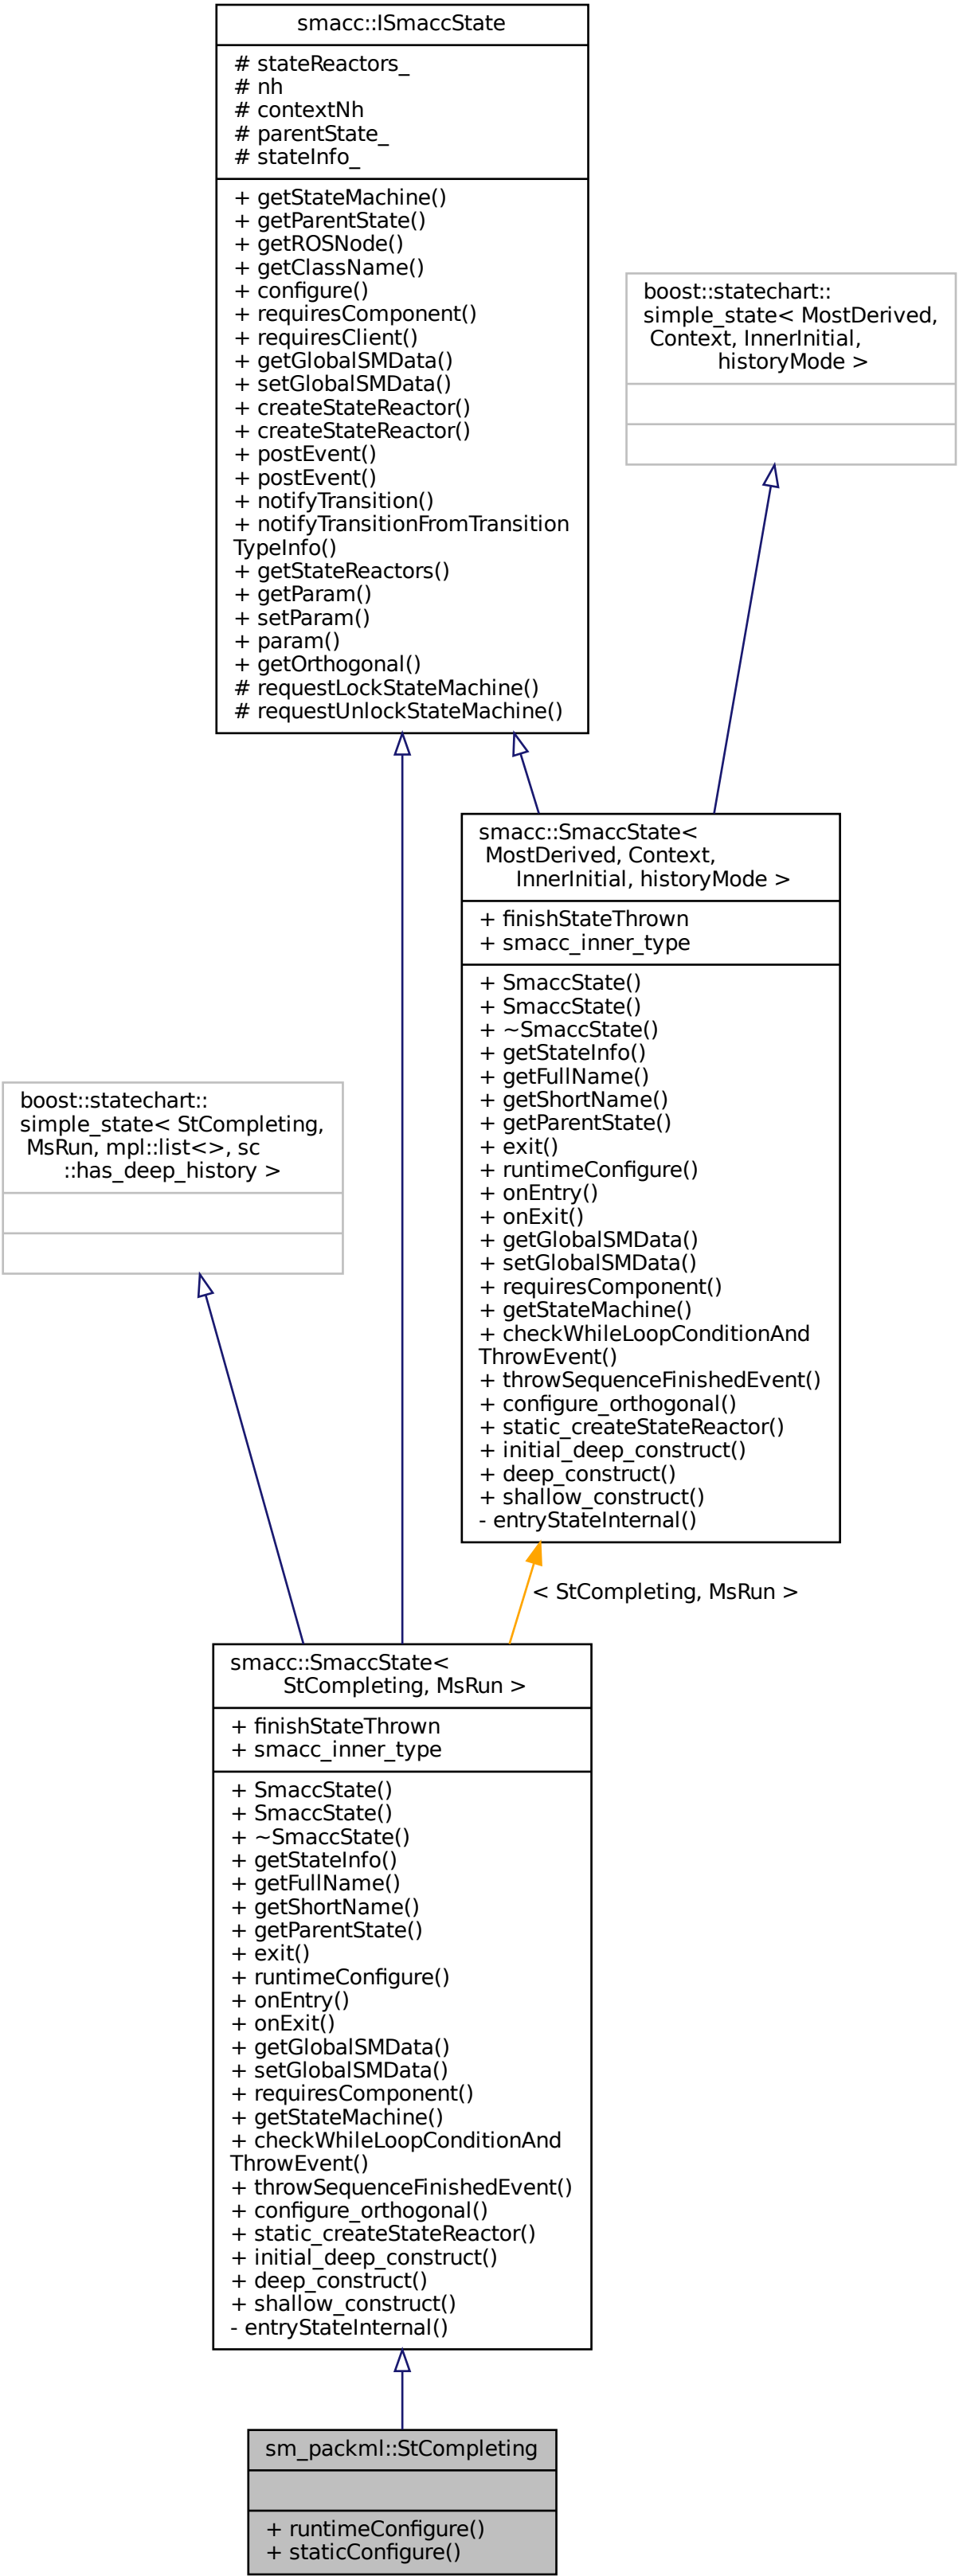 smacc::ISmaccState
# stateReactors_
# nh
# contextNh
# parentState_
# stateInfo_
+ getStateMachine()
+ getParentState()
+ getROSNode()
+ getClassName()
+ configure()
+ requiresComponent()
+ requiresClient()
+ getGlobalSMData()
+ setGlobalSMData()
+ createStateReactor()
+ createStateReactor()
+ postEvent()
+ postEvent()
+ notifyTransition()
+ notifyTransitionFromTransition
TypeInfo()
+ getStateReactors()
+ getParam()
+ setParam()
+ param()
+ getOrthogonal()
# requestLockStateMachine()
# requestUnlockStateMachine()
boost::statechart::
simple_state< MostDerived,
Context, InnerInitial,
historyMode >
smacc::SmaccState<
MostDerived, Context,
InnerInitial, historyMode >
+ finishStateThrown
+ smacc_inner_type
+ SmaccState()
+ SmaccState()
+ ~SmaccState()
+ getStateInfo()
+ getFullName()
+ getShortName()
+ getParentState()
+ exit()
+ runtimeConfigure()
+ onEntry()
+ onExit()
+ getGlobalSMData()
+ setGlobalSMData()
+ requiresComponent()
+ getStateMachine()
+ checkWhileLoopConditionAnd
ThrowEvent()
+ throwSequenceFinishedEvent()
+ configure_orthogonal()
+ static_createStateReactor()
+ initial_deep_construct()
+ deep_construct()
+ shallow_construct()
- entryStateInternal()
boost::statechart::
simple_state< StCompleting,
MsRun, mpl::list<>, sc
::has_deep_history >
< StCompleting, MsRun >
smacc::SmaccState<
StCompleting, MsRun >
+ finishStateThrown
+ smacc_inner_type
+ SmaccState()
+ SmaccState()
+ ~SmaccState()
+ getStateInfo()
+ getFullName()
+ getShortName()
+ getParentState()
+ exit()
+ runtimeConfigure()
+ onEntry()
+ onExit()
+ getGlobalSMData()
+ setGlobalSMData()
+ requiresComponent()
+ getStateMachine()
+ checkWhileLoopConditionAnd
ThrowEvent()
+ throwSequenceFinishedEvent()
+ configure_orthogonal()
+ static_createStateReactor()
+ initial_deep_construct()
+ deep_construct()
+ shallow_construct()
- entryStateInternal()
sm_packml::StCompleting
+ runtimeConfigure()
+ staticConfigure()